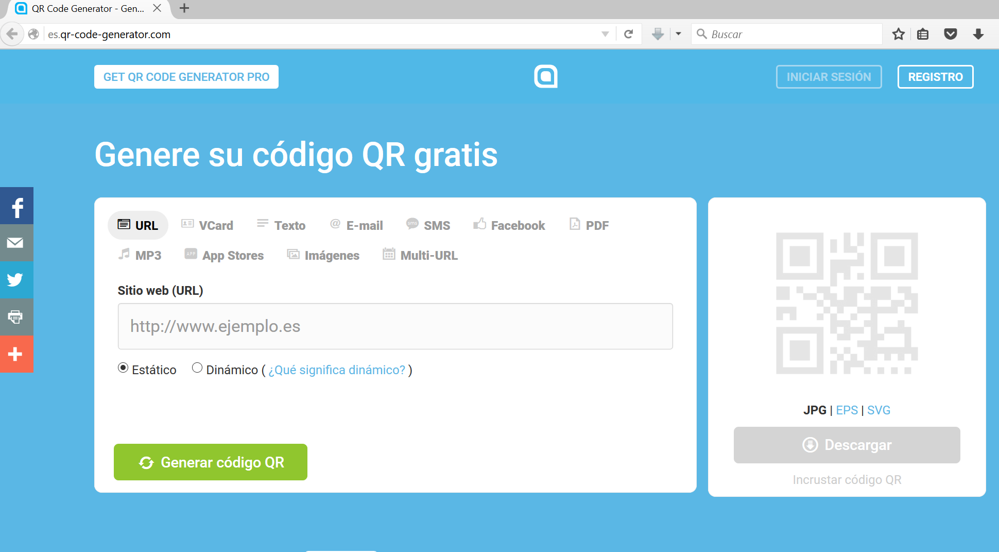 QR Code Generator - Gen...
es.qr-code-generator.com
Buscar
GET QR CODE GENERATOR PRO
INICIAR SESIÓN
REGISTRO
Genere su código QR gratis
URL
VCard
Texto
E-mail
sms SMS
Facebook
PDF
MP3
APP App Stores
Imágenes
Multi-URL
Sitio web (URL)
http://www.ejemplo.es
Estático
Dinámico ( ¿Qué significa dinámico? )
Generar código QR
JPG | EPS | SVG
Descargar
Incrustar código QR